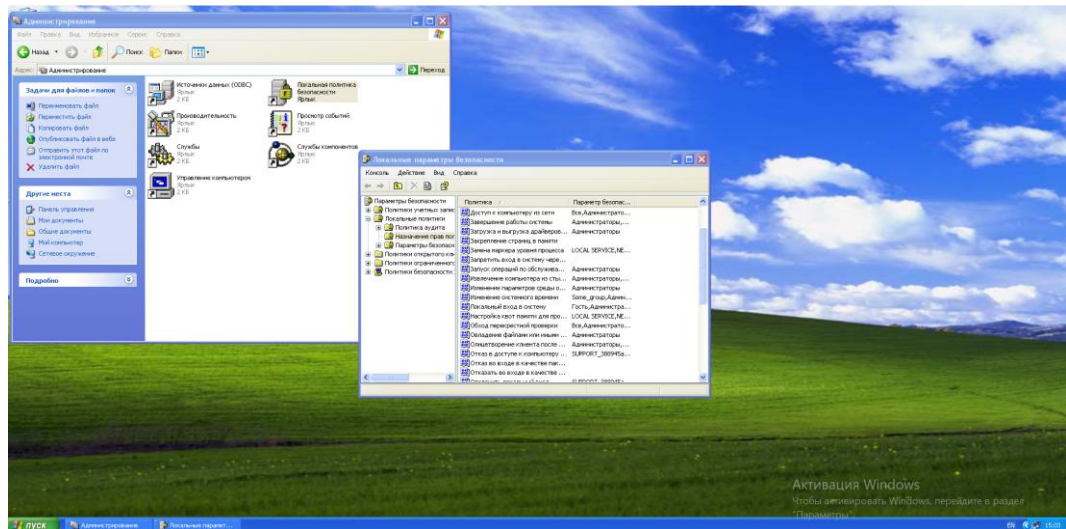 Администрирование
Файл Правка Вид Избранное Сервис Справка
Назад Поиск Папки
Адрес: Администрирование Переход
Задачи для файлов и папок
Переименовать файл
Переместить файл
Копировать файл
Опубликовать файл в вебе
Отправить этот файл по
электронной почте
Удалить файл
Другие места
Панель управления
Мои документы
Общие документы
Мой компьютер
Сетевое окружение
Подробно
Источники данных (ODBC)
Ярлык
2 КБ
Локальная политика
безопасности
Ярлык
Производительность
Ярлык
2 КБ
Просмотр событий
Ярлык
2 КБ
Службы
Ярлык
2 КБ
Службы компонентов
Ярлык
2 КБ
Управление компьютером
Ярлык
2 КБ
Локальные параметры безопасности
Консоль Действие Вид Справка
Параметры безопасности
Политики учетных запис
Локальные политики
Политика аудита
Назначение прав пол
Параметры безопасн
Политики открытого кл
Политики ограниченного
Политики безопасности
Политика Параметр безопас...
Доступ к компьютеру из сети Все,Администрато...
Завершение работы системы Администраторы,...
Загрузка и выгрузка драйверов... Администраторы
Закрепление страниц в памяти
Замена маркера уровня процесса LOCAL SERVICE,NE...
Запретить вход в систему чере...
Запуск операций по обслужива... Администраторы
Извлечение компьютера из сты... Администраторы,...
Изменение параметров среды о... Администраторы
Изменение системного времени Some_group,Админ...
Локальный вход в систему Гость,Администра...
Настройка квот памяти для про... LOCAL SERVICE,NE...
Обход перекрестной проверки Все,Администрато...
Овладение файлами или иными ... Администраторы
Олицетворение клиента после ... Администраторы,...
Отказ в доступе к компьютеру ... SUPPORT_388945a...
Отказ во входе в качестве пак...
Отказать во входе в качестве ...
Активация Windows
Чтобы активировать Windows, перейдите в раздел
"Параметры".
пуск Администрирование Локальные парамет... EN 15:03